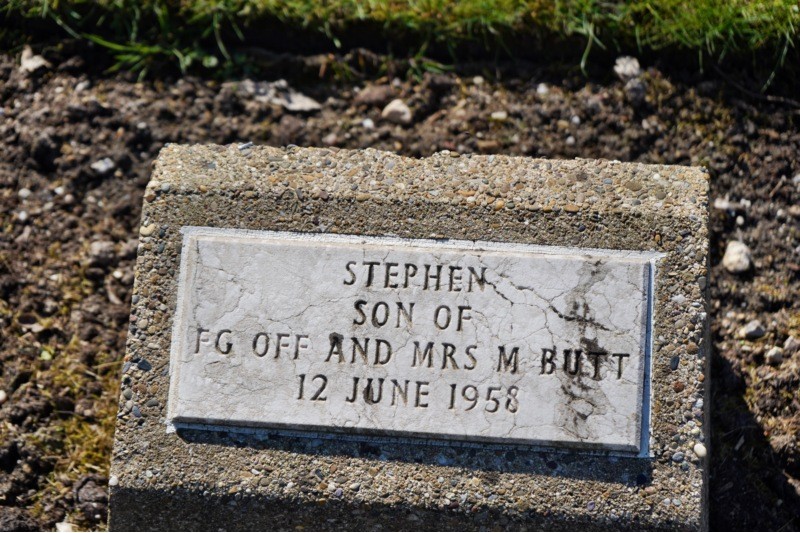 STEPHEN
SON OF
FG OFF AND MRS M BUTT
12 JUNE 1958